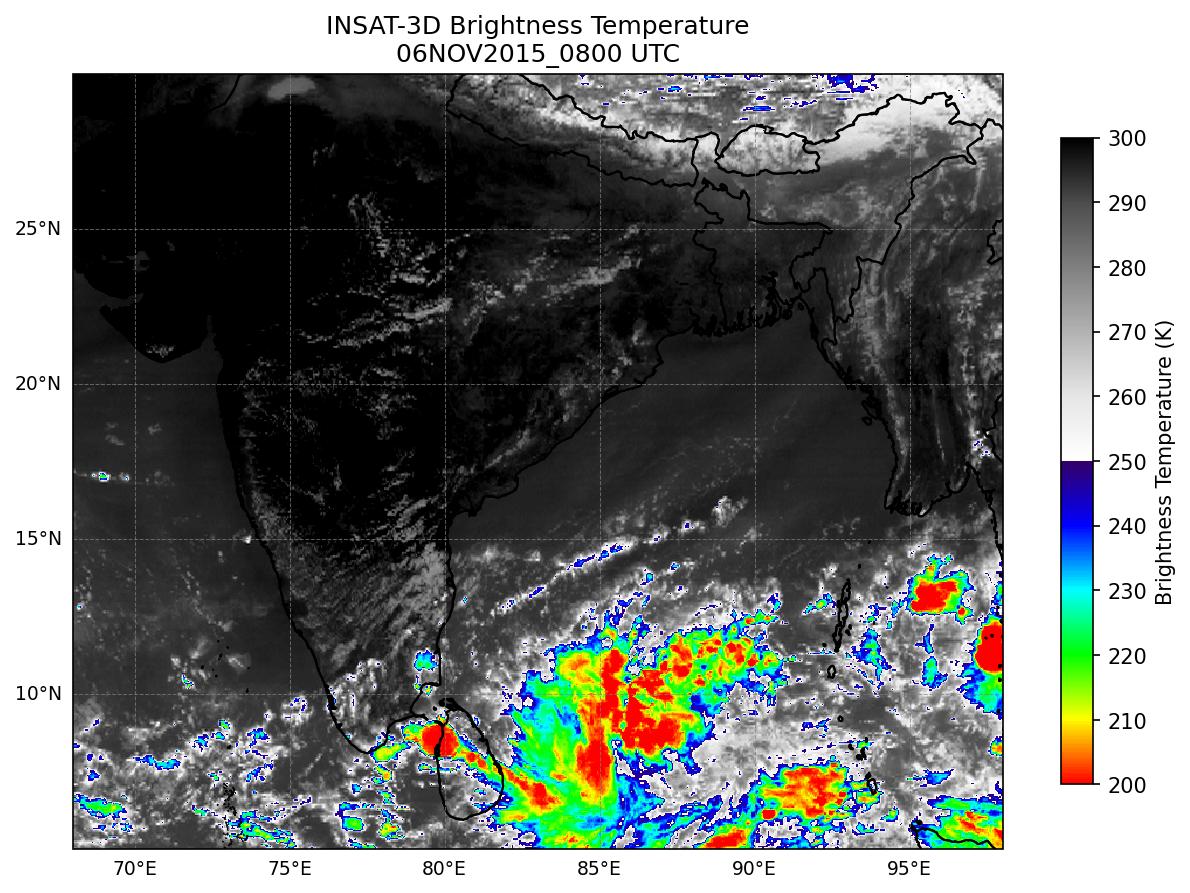 INSAT-3D Brightness Temperature
06NOV2015_0800 UTC
25°N
20°N
15°N
10°N
70°E
75°E
80°E
85°E
90°E
95°E
300
290
280
270
260
250
240
230
220
210
200
Brightness Temperature (K)